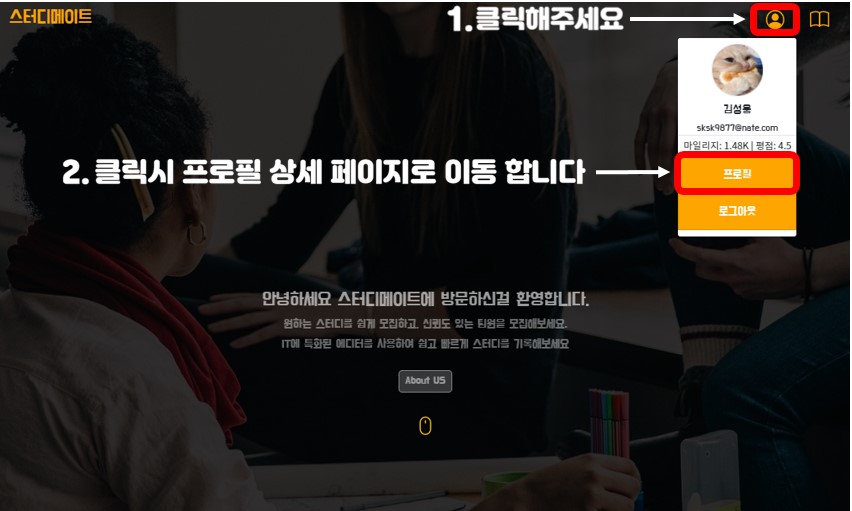 스터디메이트
1. 클릭해주세요
김성웅
sksk9877@nate.com
마일리지: 1.48K | 평점: 4.5
2. 클릭시 프로필 상세 페이지로 이동 합니다
프로필
로그아웃
안녕하세요 스터디메이트에 방문하신걸 환영합니다.
원하는 스터디를 쉽게 모집하고, 신뢰도 있는 팀원을 모집해보세요.
IT에 특화된 에디터를 사용하여 쉽고 빠르게 스터디를 기록해보세요
About US